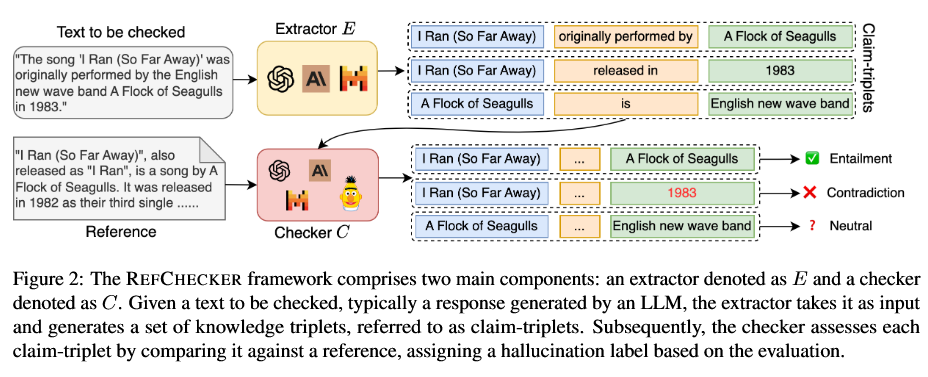 Text to be checked
"The song 'I Ran (So Far Away)' was
originally performed by the English
new wave band A Flock of Seagulls
in 1983."
Extractor E
I Ran (So Far Away) originally performed by A Flock of Seagulls
I Ran (So Far Away) released in 1983
A Flock of Seagulls is English new wave band
Claim-triplets
"I Ran (So Far Away)", also
released as "I Ran", is a song by A
Flock of Seagulls. It was released
in 1982 as their third single ......
Reference
Checker C
I Ran (So Far Away) ... A Flock of Seagulls Entailment
I Ran (So Far Away) ... 1983 Contradiction
A Flock of Seagulls ... English new wave band ? Neutral
Figure 2: The REFCHECKER framework comprises two main components: an extractor denoted as E and a checker
denoted as C. Given a text to be checked, typically a response generated by an LLM, the extractor takes it as input
and generates a set of knowledge triplets, referred to as claim-triplets. Subsequently, the checker assesses each
claim-triplet by comparing it against a reference, assigning a hallucination label based on the evaluation.